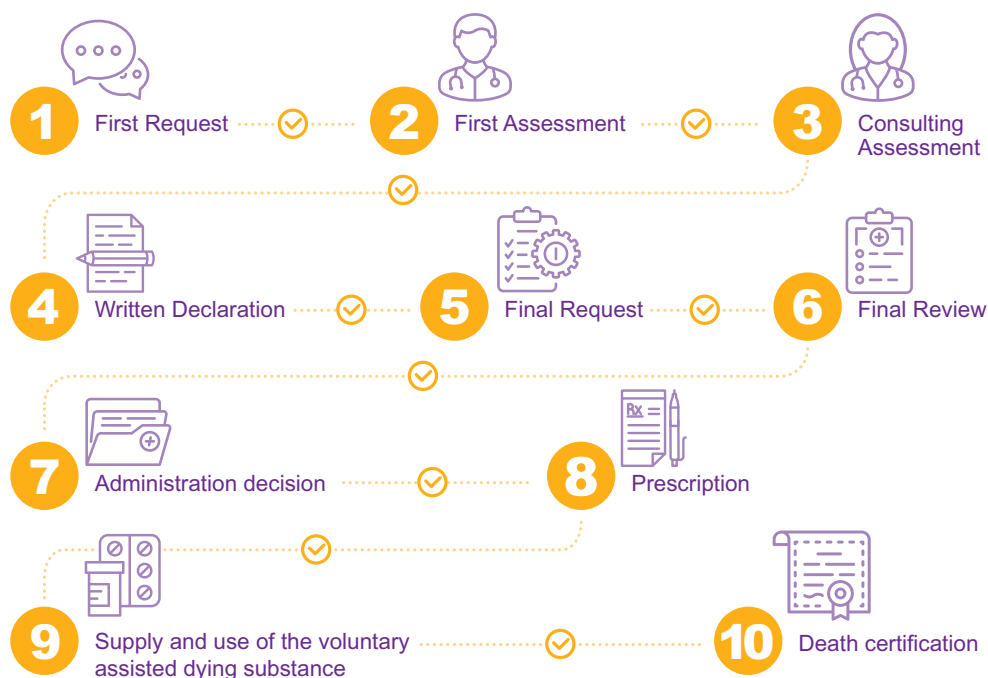 1 First Request
2 First Assessment
3 Consulting
Assessment
4 Written Declaration
5 Final Request
6 Final Review
7 Administration decision
Rx
8 Prescription
9 Supply and use of the voluntary
assisted dying substance
10 Death certification